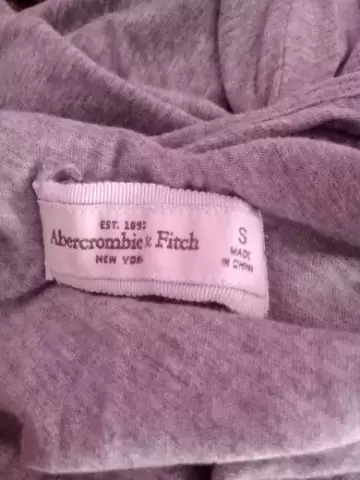 EST. 1892
Abercrombie & Fitch
NEW YORK
S
MADE
IN CHINA